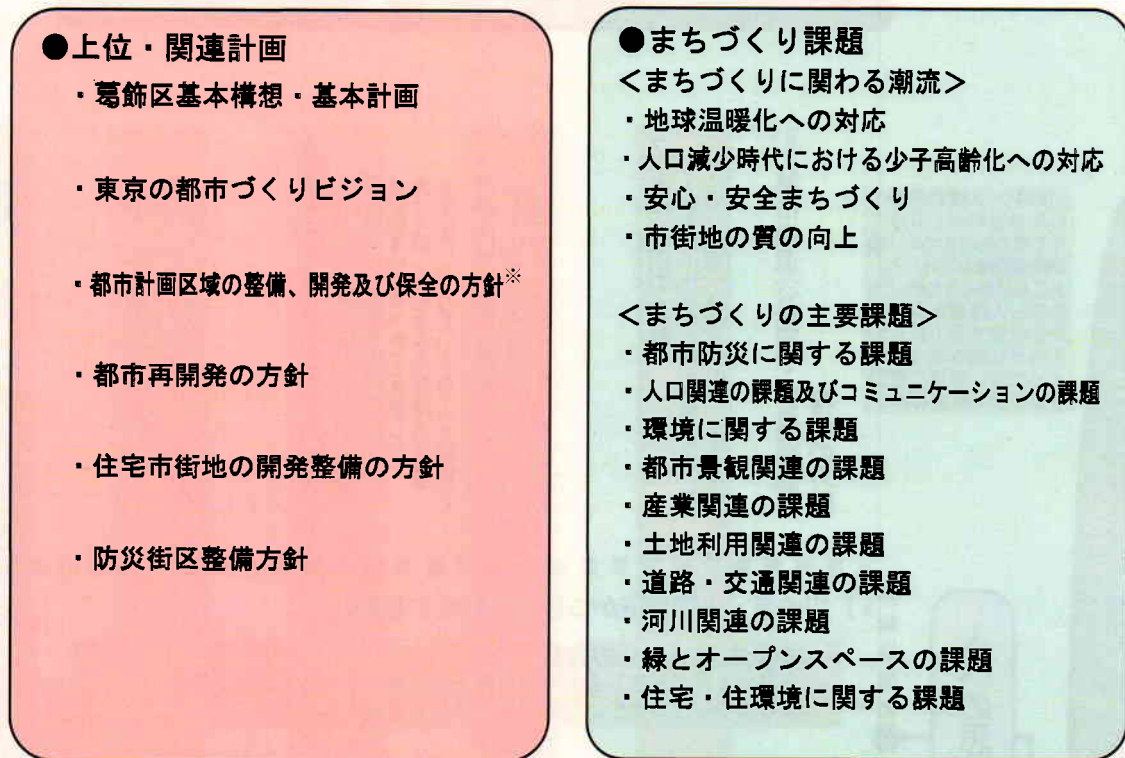 ●上位・関連計画
・葛飾区基本構想・基本計画
・東京の都市づくりビジョン
・都市計画区域の整備、開発及び保全の方針※
・都市再開発の方針
・住宅市街地の開発整備の方針
・防災街区整備方針
●まちづくり課題
＜まちづくりに関わる潮流＞
・地球温暖化への対応
・人口減少時代における少子高齢化への対応
・安心・安全まちづくり
・市街地の質の向上
＜まちづくりの主要課題＞
・都市防災に関する課題
・人口関連の課題及びコミュニケーションの課題
・環境に関する課題
・都市景観関連の課題
・産業関連の課題
・土地利用関連の課題
・道路・交通関連の課題
・河川関連の課題
・緑とオープンスペースの課題
・住宅・住環境に関する課題